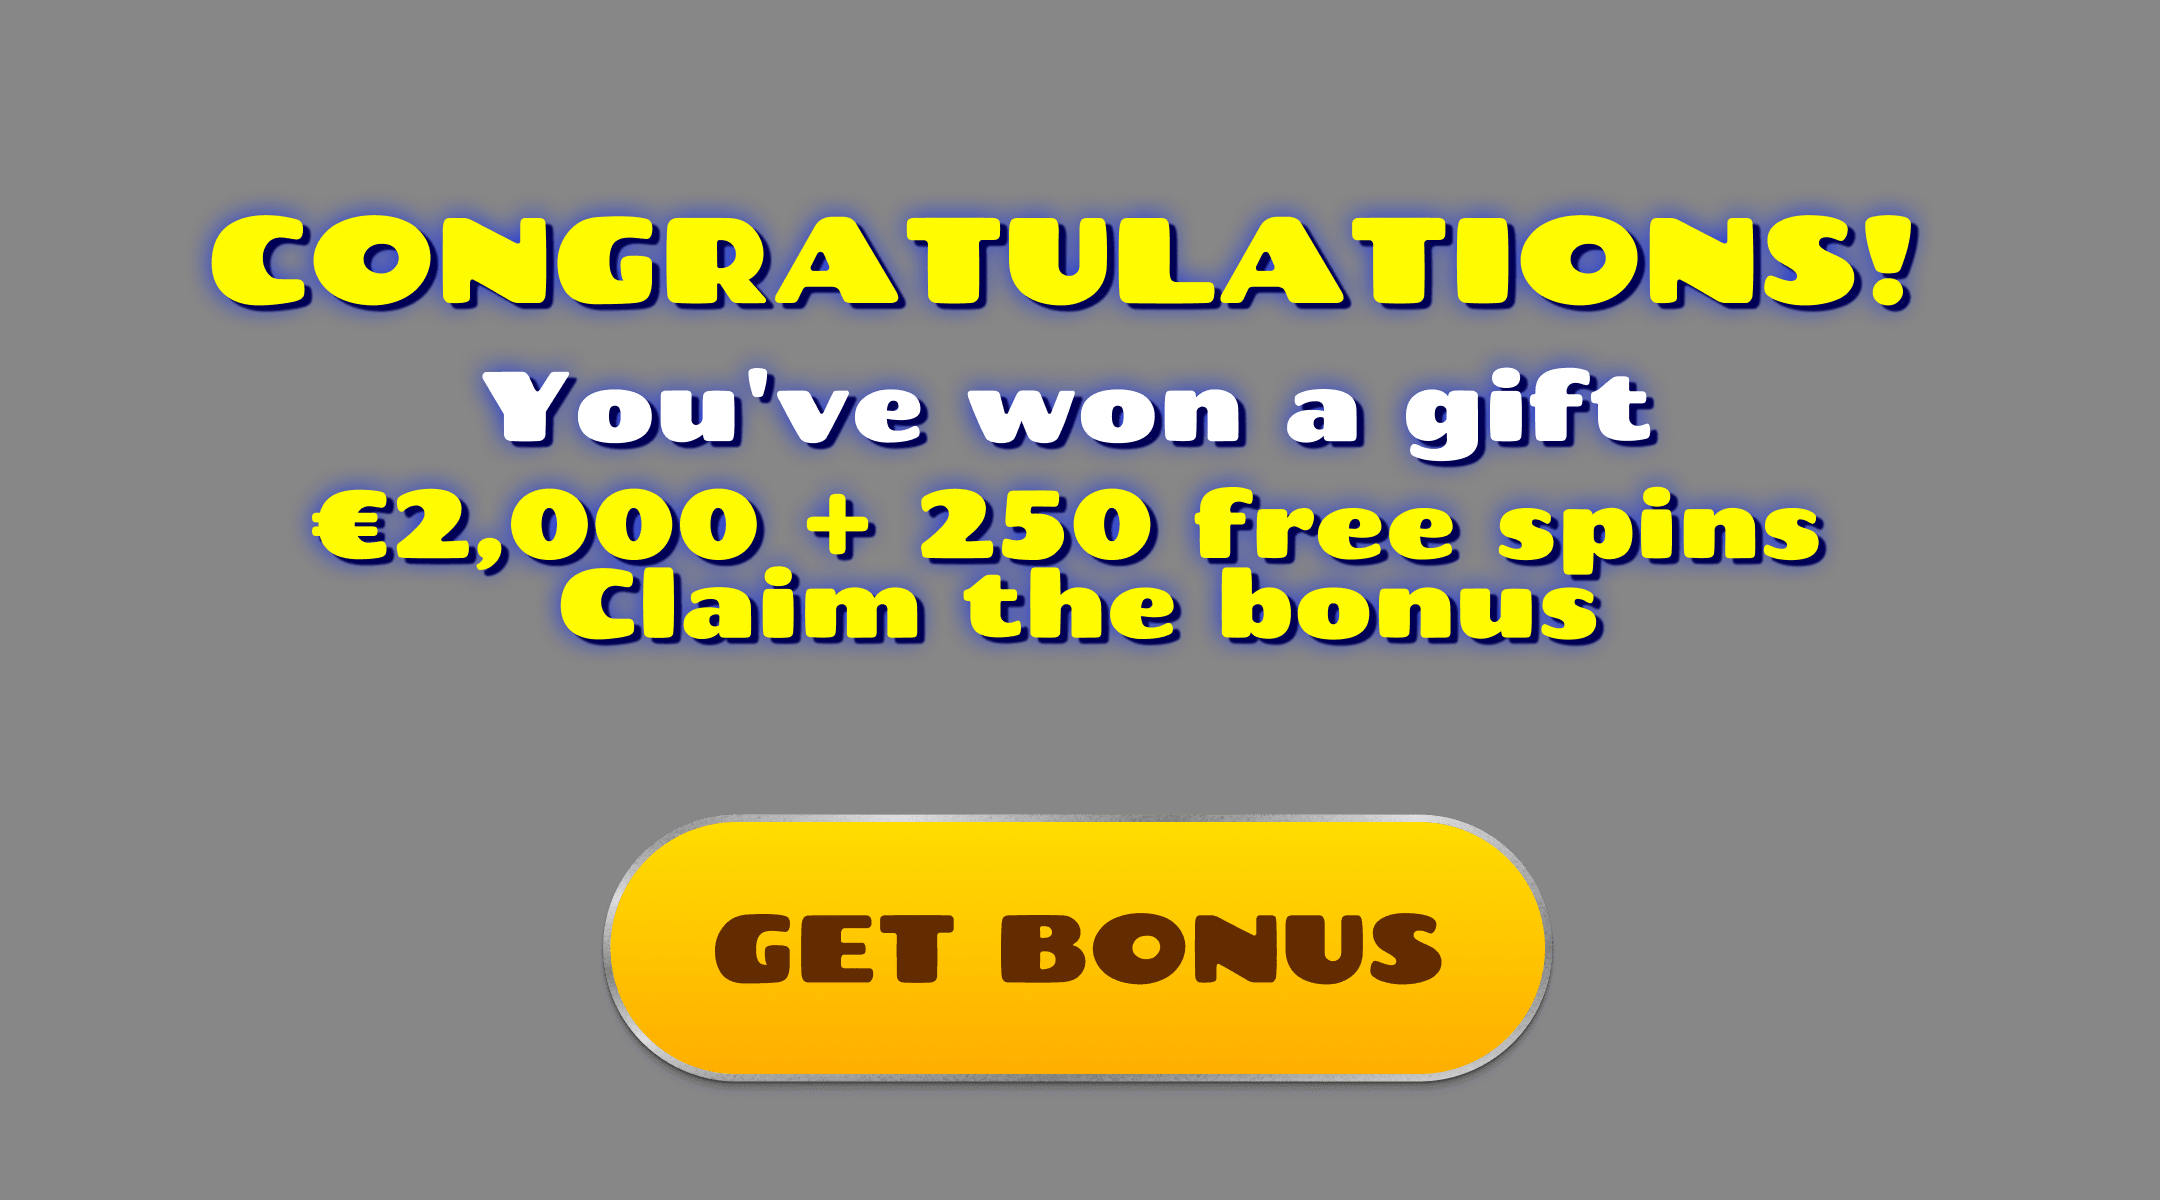 CONGRATULATIONS!
You've won a gift
€2,000 + 250 free spins
Claim the bonus
GET BONUS